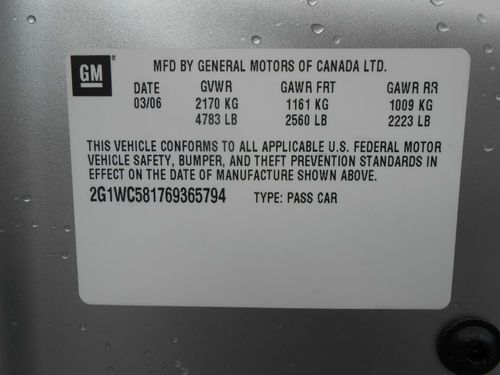 GM
MFD BY GENERAL MOTORS OF CANADA LTD.
DATE GVWR GAWR FRT GAWR RR
03/06 2170 KG 1161 KG 1009 KG
4783 LB 2560 LB 2223 LB
THIS VEHICLE CONFORMS TO ALL APPLICABLE U.S. FEDERAL MOTOR
VEHICLE SAFETY, BUMPER, AND THEFT PREVENTION STANDARDS IN
EFFECT ON THE DATE OF MANUFACTURE SHOWN ABOVE.
2G1WC581769365794 TYPE: PASS CAR